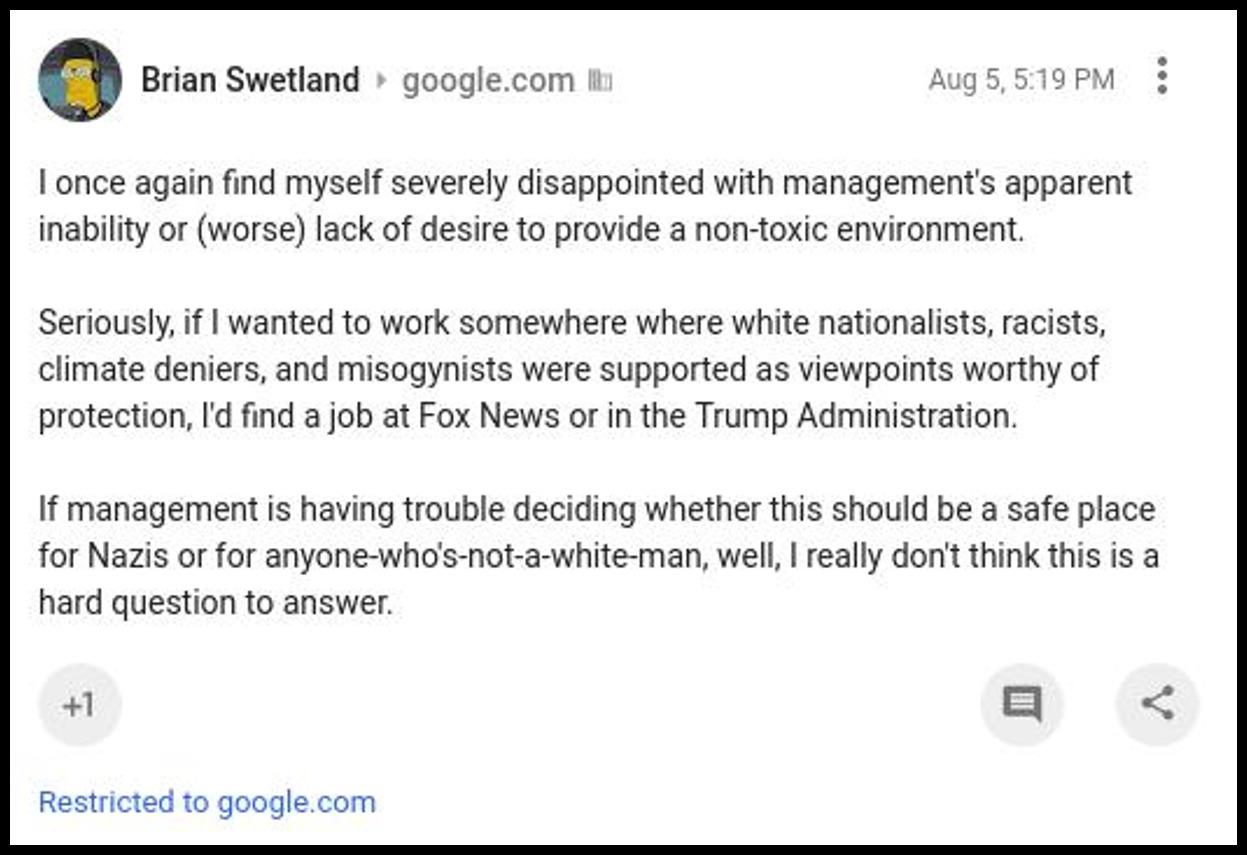 Brian Swetland ▸ google.com
Aug 5, 5:19 PM
I once again find myself severely disappointed with management's apparent
inability or (worse) lack of desire to provide a non-toxic environment.
Seriously, if I wanted to work somewhere where white nationalists, racists,
climate deniers, and misogynists were supported as viewpoints worthy of
protection, I'd find a job at Fox News or in the Trump Administration.
If management is having trouble deciding whether this should be a safe place
for Nazis or for anyone-who's-not-a-white-man, well, I really don't think this is a
hard question to answer.
+1
Restricted to google.com